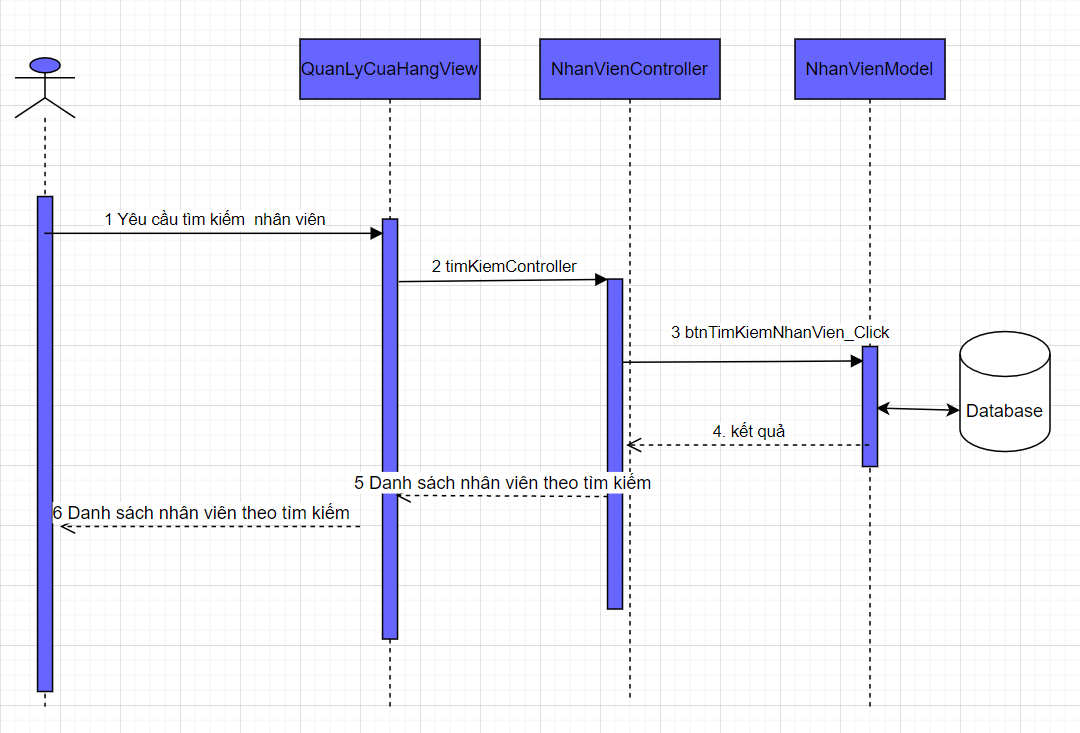 QuanLyCuaHangView
NhanVienController
NhanVienModel
1 Yêu cầu tìm kiếm nhân viên
2 timKiemController
3 btnTimKiemNhanVien_Click
Database
4. kết quả
5 Danh sách nhân viên theo tìm kiếm
6 Danh sách nhân viên theo tìm kiếm